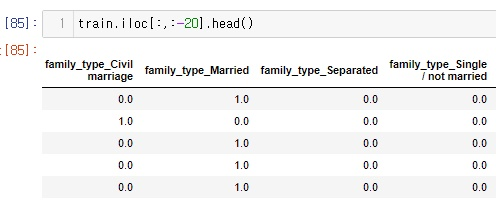 [85]: 1 train.iloc[:,:-20].head()
[85]:
family_type_Civil marriage family_type_Married family_type_Separated family_type_Single / not married
0.0 1.0 0.0 0.0
1.0 0.0 0.0 0.0
0.0 1.0 0.0 0.0
0.0 1.0 0.0 0.0
0.0 1.0 0.0 0.0